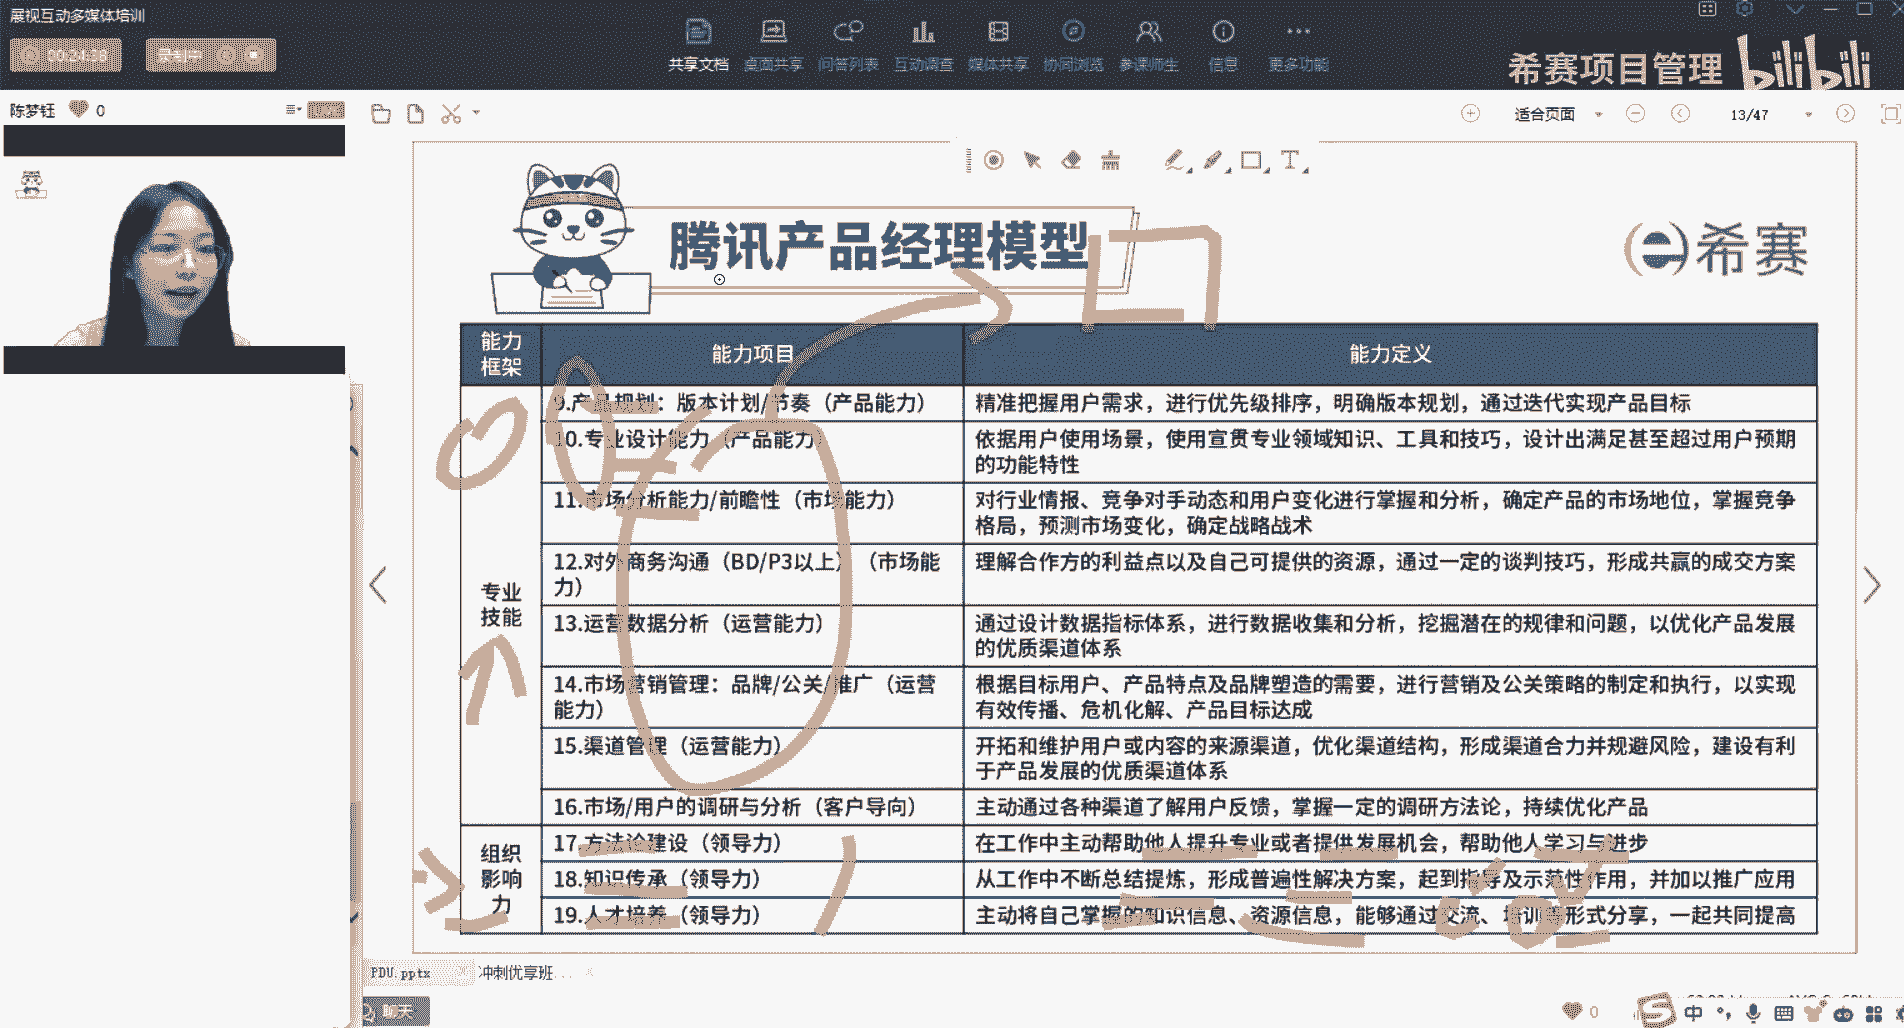 展视互动多媒体培训
00:24:38
录制中
共享文档
桌面共享
问答列表
互动调查
媒体共享
协同浏览
参课师生
信息
更多功能
希赛项目管理 bilibili
陈梦钰 0
适合页面
13/47
腾讯产品经理模型
希赛
能力框架
能力项目
能力定义
9.产品规划：版本计划/节奏（产品能力）
精准把握用户需求，进行优先级排序，明确版本规划，通过迭代实现产品目标
10.专业设计能力（产品能力）
依据用户使用场景，使用宣贯专业领域知识、工具和技巧，设计出满足甚至超过用户预期
的功能特性
11.市场分析能力/前瞻性（市场能力）
对行业情报、竞争对手动态和用户变化进行掌握和分析，确定产品的市场地位，掌握竞争
格局，预测市场变化，确定战略战术
12.对外商务沟通（BD/P3以上）（市场能
力）
理解合作方的利益点以及自己可提供的资源，通过一定的谈判技巧，形成共赢的成交方案
专业
技能
13.运营数据分析（运营能力）
通过设计数据指标体系，进行数据收集和分析，挖掘潜在的规律和问题，以优化产品发展
的优质渠道体系
14.市场营销管理：品牌/公关/推广（运营
能力）
根据目标用户、产品特点及品牌塑造的需要，进行营销及公关策略的制定和执行，以实现
有效传播、危机化解、产品目标达成
15.渠道管理（运营能力）
开拓和维护用户或内容的来源渠道，优化渠道结构，形成渠道合力并规避风险，建设有利
于产品发展的优质渠道体系
16.市场/用户的调研与分析（客户导向）
主动通过各种渠道了解用户反馈，掌握一定的调研方法论，持续优化产品
组织
影响
力
17.方法论建设（领导力）
在工作中主动帮助他人提升专业或者提供发展机会，帮助他人学习与进步
18.知识传承（领导力）
从工作中不断总结提炼，形成普遍性解决方案，起到指导及示范性作用，并加以推广应用
19.人才培养（领导力）
主动将自己掌握的知识信息、资源信息，能够通过交流、培训等形式分享，一起共同提高
PDU.pptx
冲刺优享班...
聊天
0
中